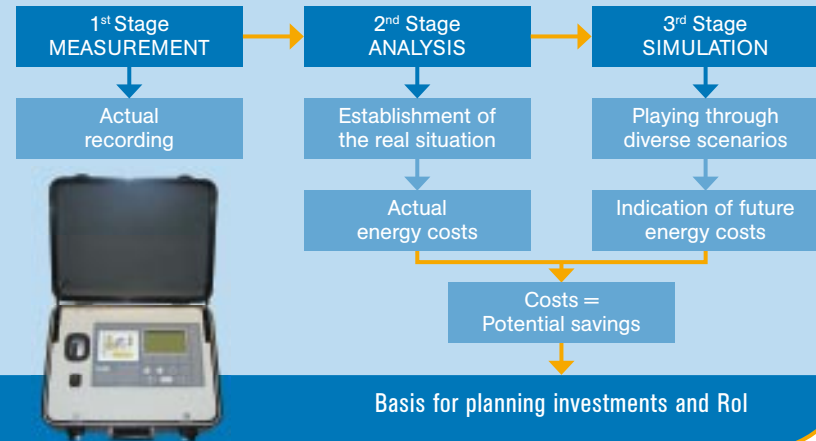 1st Stage
MEASUREMENT
2nd Stage
ANALYSIS
3rd Stage
SIMULATION
Actual
recording
Establishment of
the real situation
Playing through
diverse scenarios
Actual
energy costs
Indication of future
energy costs
Costs =
Potential savings
Basis for planning investments and RoI